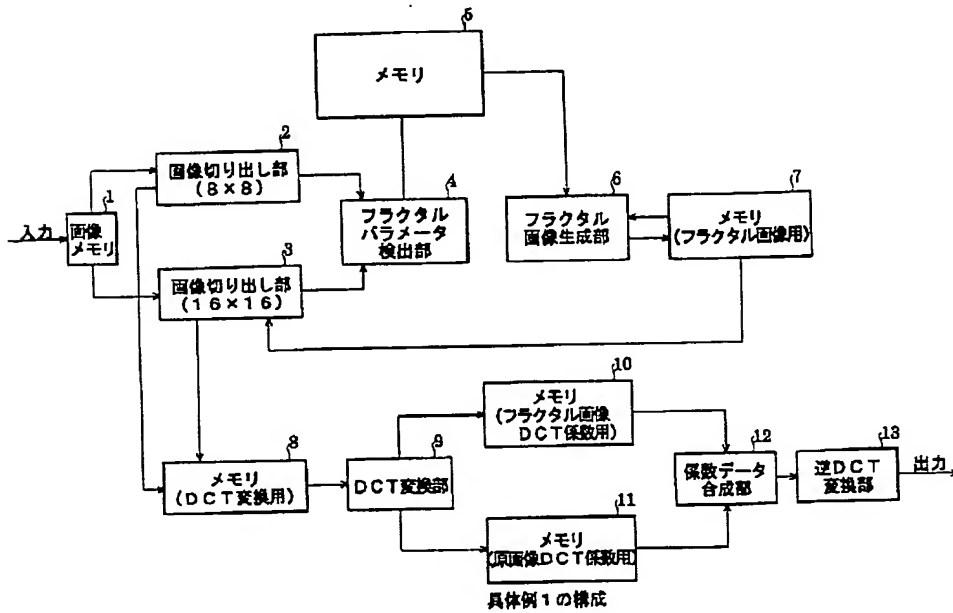 5
メモリ
2
画像切り出し部
(8×8)
1
入力
画像
メモリ
4
フラクタル
パラメータ
検出部
6
フラクタル
画像生成部
7
メモリ
(フラクタル画像用)
3
画像切り出し部
(16×16)
10
メモリ
(フラクタル画像
DCT係数用)
8
メモリ
(DCT変換用)
9
DCT変換部
12
係数データ
合成部
13
逆DCT
変換部
出力
11
メモリ
(原画像DCT係数用)
具体例1の構成